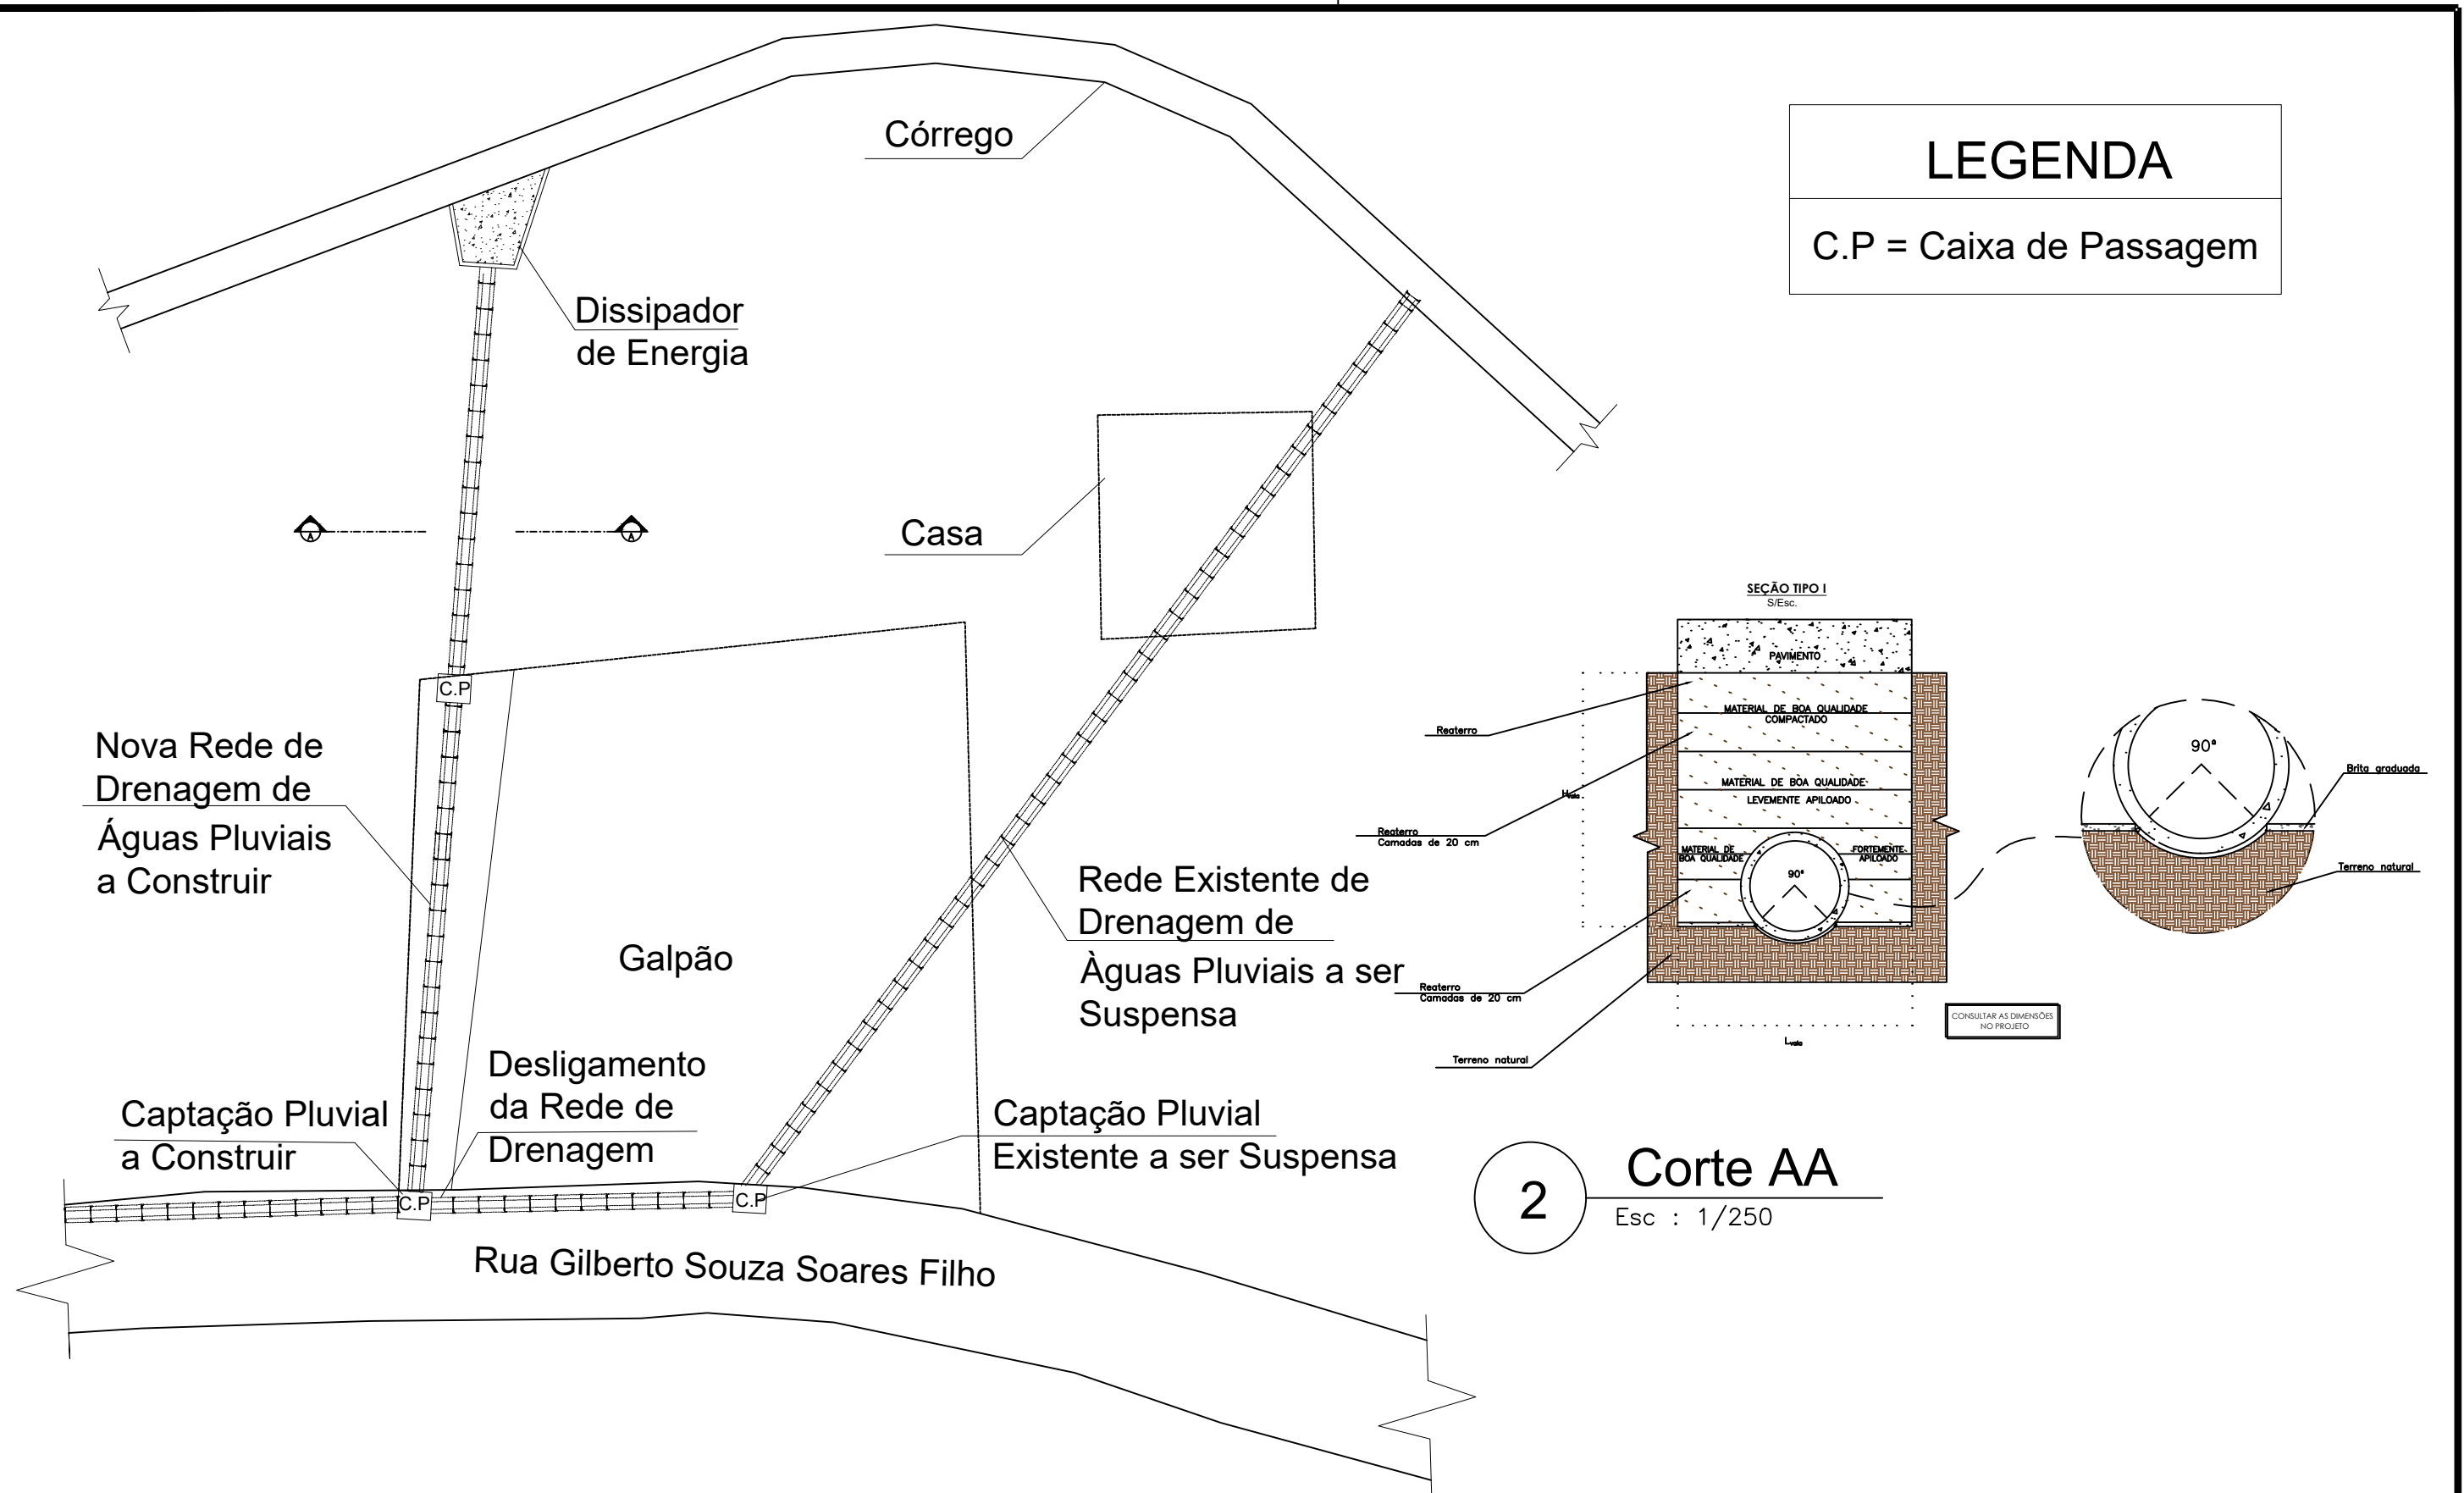 Córrego
LEGENDA
C.P = Caixa de Passagem
Dissipador
de Energia
A
A
Casa
C.P
Nova Rede de
Drenagem de
Águas Pluviais
a Construir
Galpão
Rede Existente de
Drenagem de
Àguas Pluviais a ser
Suspensa
Desligamento
da Rede de
Drenagem
Captação Pluvial
a Construir
Captação Pluvial
Existente a ser Suspensa
C.P
C.P
Rua Gilberto Souza Soares Filho
SEÇÃO TIPO I
S/Esc.
PAVIMENTO
MATERIAL DE BOA QUALIDADE
COMPACTADO
MATERIAL DE BOA QUALIDADE
LEVEMENTE APILOADO
MATERIAL DE
BOA QUALIDADE
FORTEMENTE
APILOADO
90°
Reaterro
Hvala
Reaterro
Camadas de 20 cm
Reaterro
Camadas de 20 cm
Terreno natural
Lvala
CONSULTAR AS DIMENSÕES
NO PROJETO
90°
Brita graduada
Terreno natural
2
Corte AA
Esc : 1/250